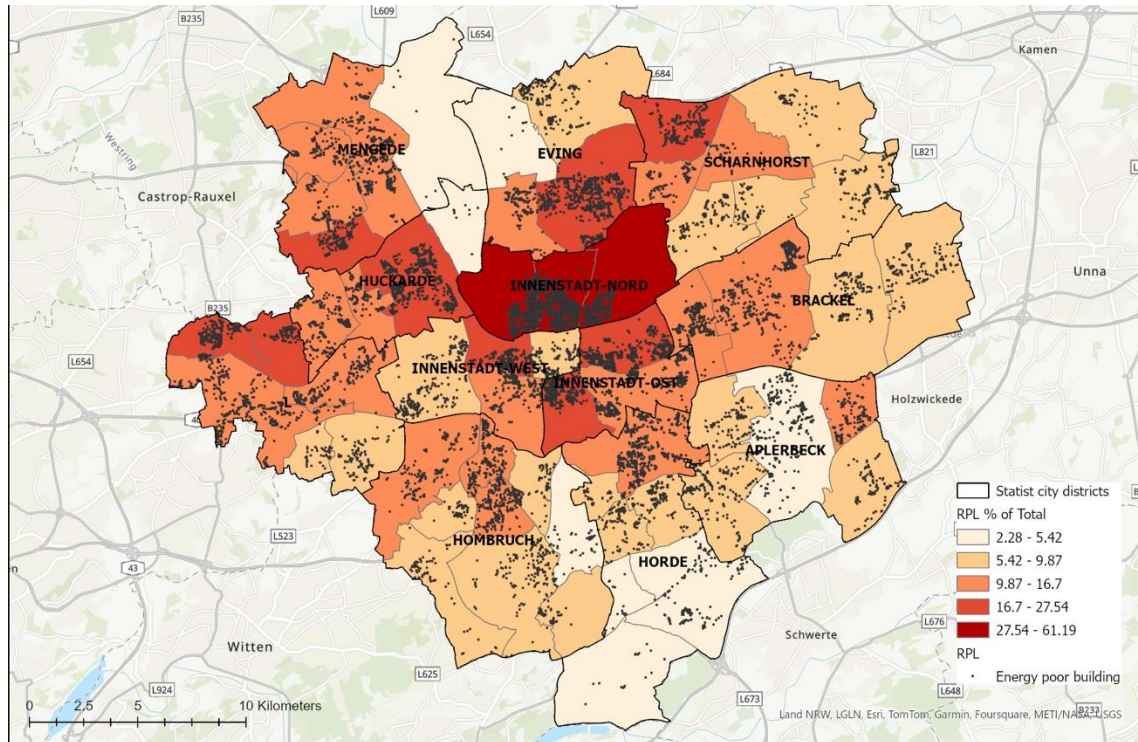 L609
B235
L654
Kamen
L684
2
SCHARNHORST
L821
MENGEDE
EVING
Westring
Castrop-Rauxel
HUCKARDE
INNENSTADT-NORD
Unna
BRACKEL
B235
L654
INNENSTADT-WEST
INNENSTADT-OST
Holzwickede
L
APLERBECK
L523
HOMBRUCH
HORDE
43
Witten
Schwerte
L676
L625
L924
L673
L648
B233
Statist city districts
RPL % of Total
2.28 - 5.42
5.42 - 9.87
9.87 - 16.7
16.7 - 27.54
27.54 - 61.19
RPL
Energy poor building
0 2.5 5 10 Kilometers
Land NRW, LGLN, Esri, TomTom, Garmin, Foursquare, METI/NASA, USGS